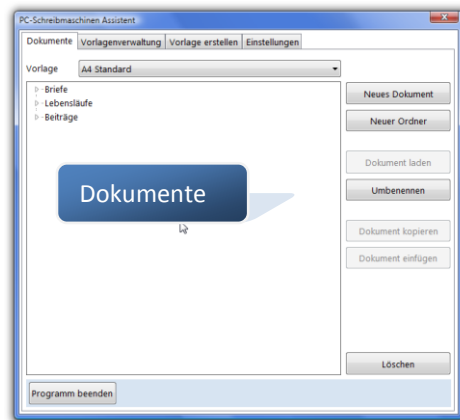 PC-Schreibmaschinen Assistent
Dokumente Vorlagenverwaltung Vorlage erstellen Einstellungen
Vorlage A4 Standard
Briefe
Lebensläufe
Beiträge
Neues Dokument
Neuer Ordner
Dokument laden
Umbenennen
Dokument kopieren
Dokument einfügen
Löschen
Dokumente
Programm beenden